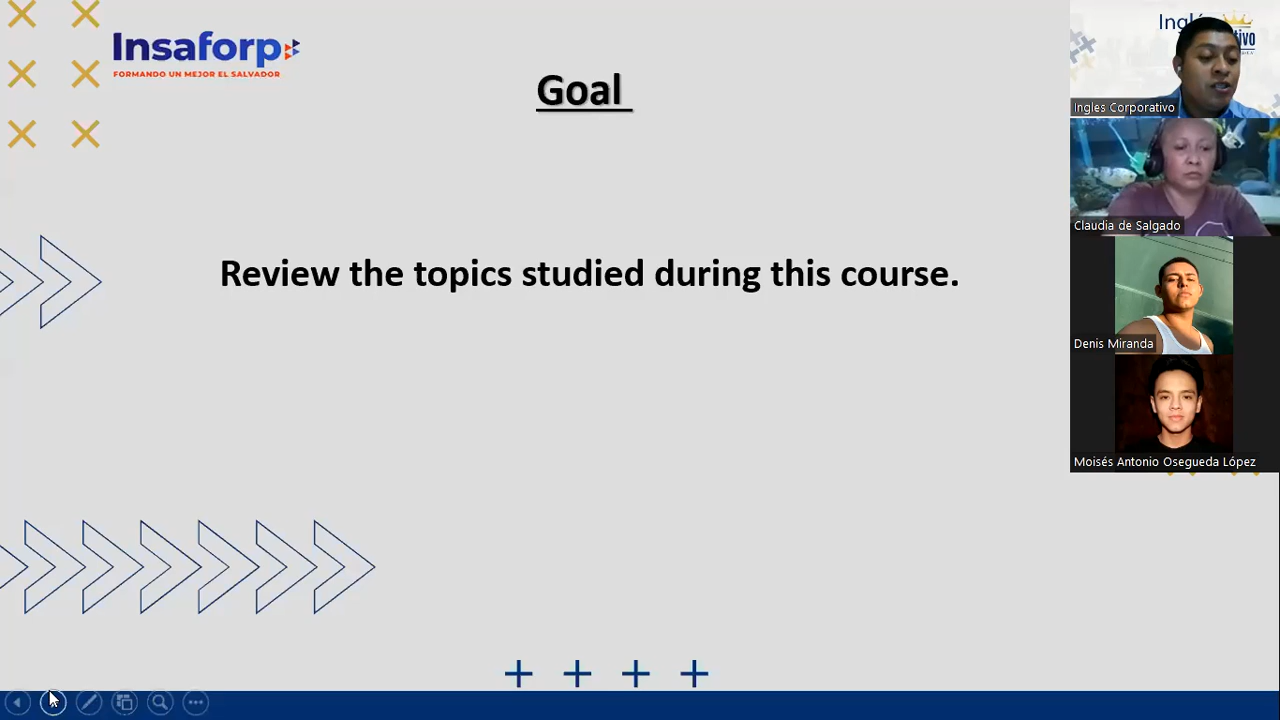 Insaforp
FORMANDO UN MEJOR EL SALVADOR
Goal
Review the topics studied during this course.
Ingles Corporativo
Claudia de Salgado
Denis Miranda
Moisés Antonio Osegueda López